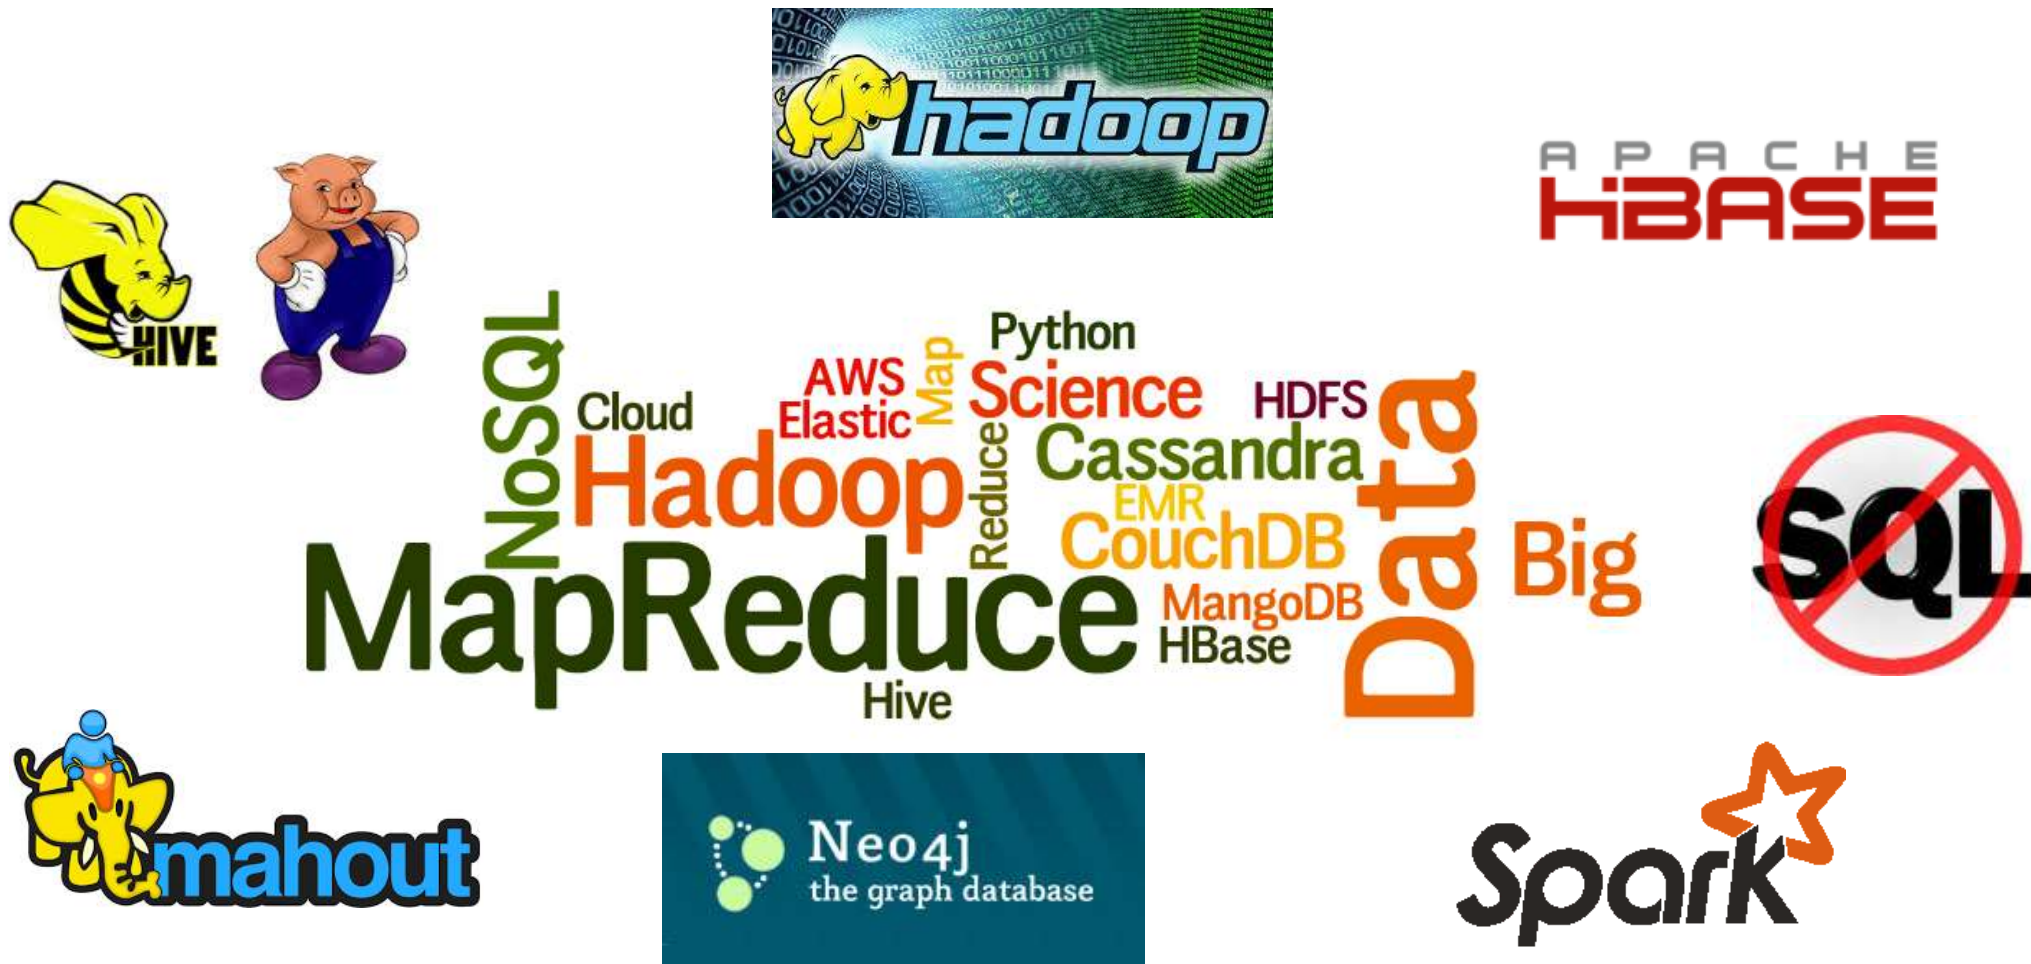 hadoop
APACHE
HBASE
HIVE
NoSQL
Python
AWS
Map
Science
HDFS
Data
Cloud
Elastic
Cassandra
Hadoop
Reduce
EMR
CouchDB
Big
SQL
MapReduce
MangoDB
HBase
Hive
mahout
Neo4j
the graph database
Spark